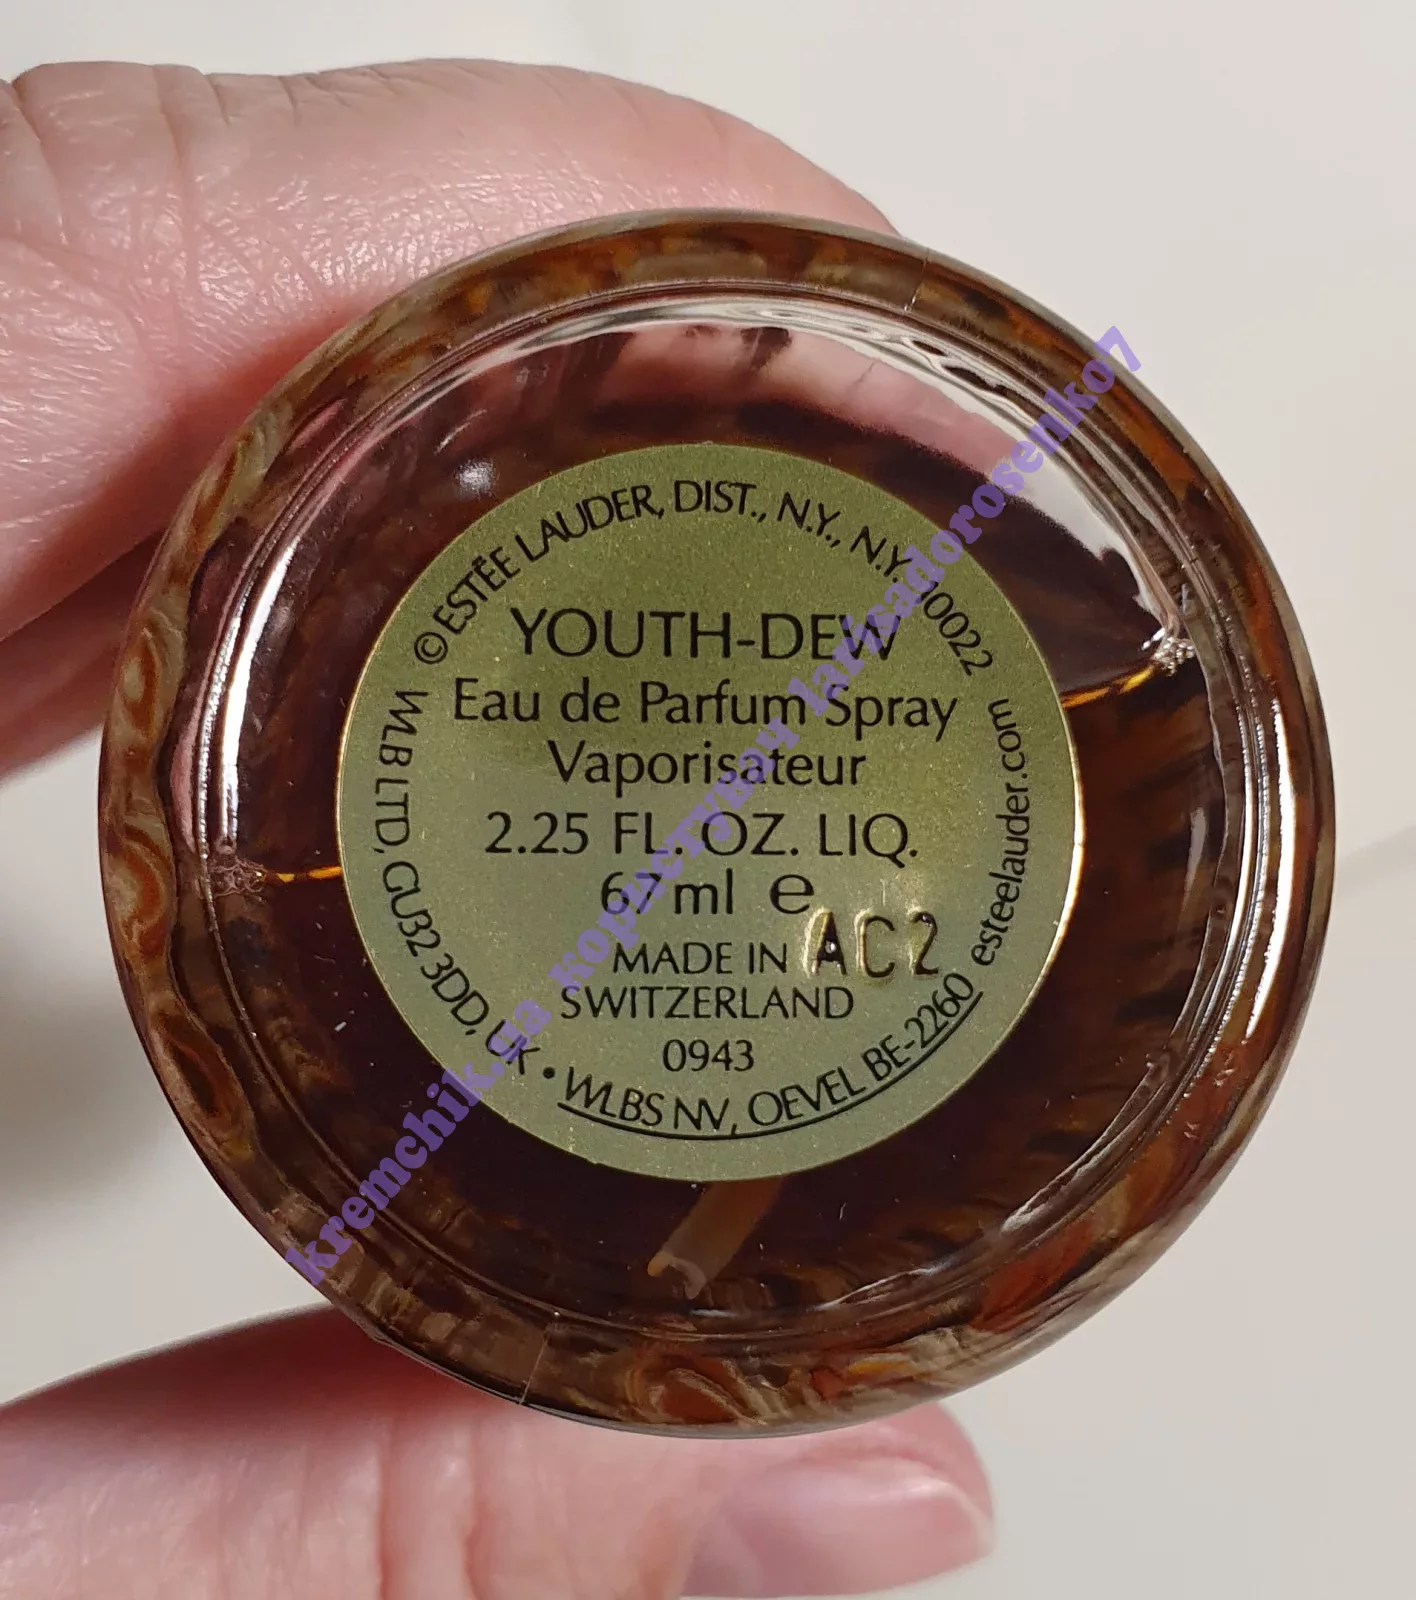 © ESTÉE LAUDER, DIST., N.Y., N.Y. 10022
YOUTH-DEW
Eau de Parfum Spray
Vaporisateur
2.25 FL. OZ. LIQ.
67 ml e
AC2
MADE IN
SWITZERLAND
0943
WLB LTD, GU32 3DD, UK • WLBS NV, OEVEL BE-2260
esteelauder.com
kremchik.ua користувач larisadorosenko07